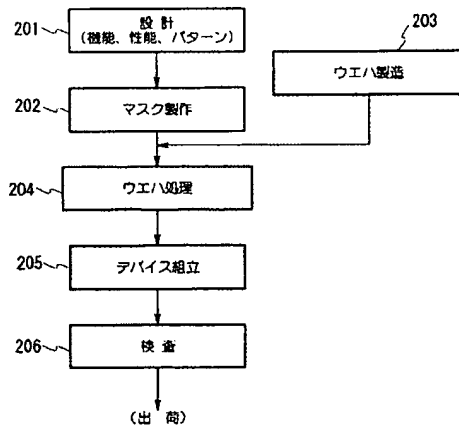 201
設計
(機能、性能、パターン)
203
ウエハ製造
202
マスク製作
204
ウエハ処理
205
デバイス組立
206
検査
(出荷)